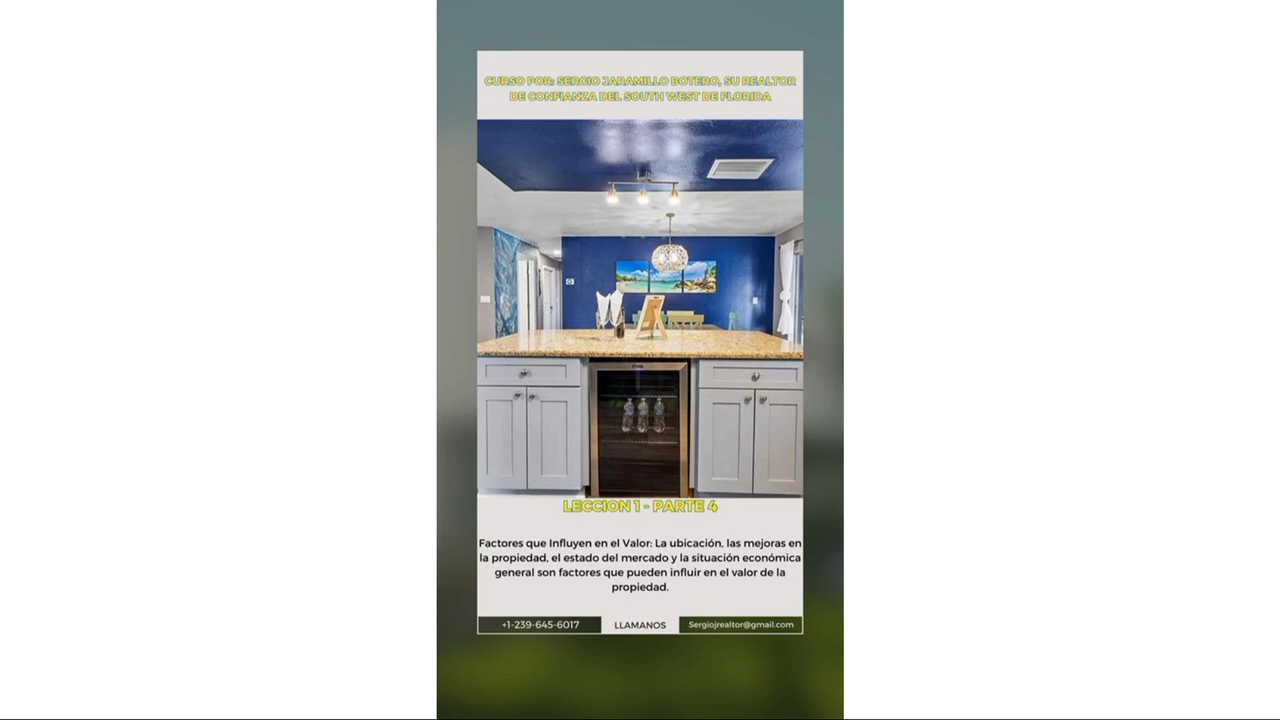 CURSO POR: SERGIO JARAMILLO BOTERO, SU REALTOR
DE CONFIANZA DEL SOUTH WEST DE FLORIDA
LECCION 1 - PARTE 4
Factores que Influyen en el Valor: La ubicación, las mejoras en
la propiedad, el estado del mercado y la situación económica
general son factores que pueden influir en el valor de la
propiedad.
+1-239-645-6017 LLAMANOS Sergiojrealtor@gmail.com